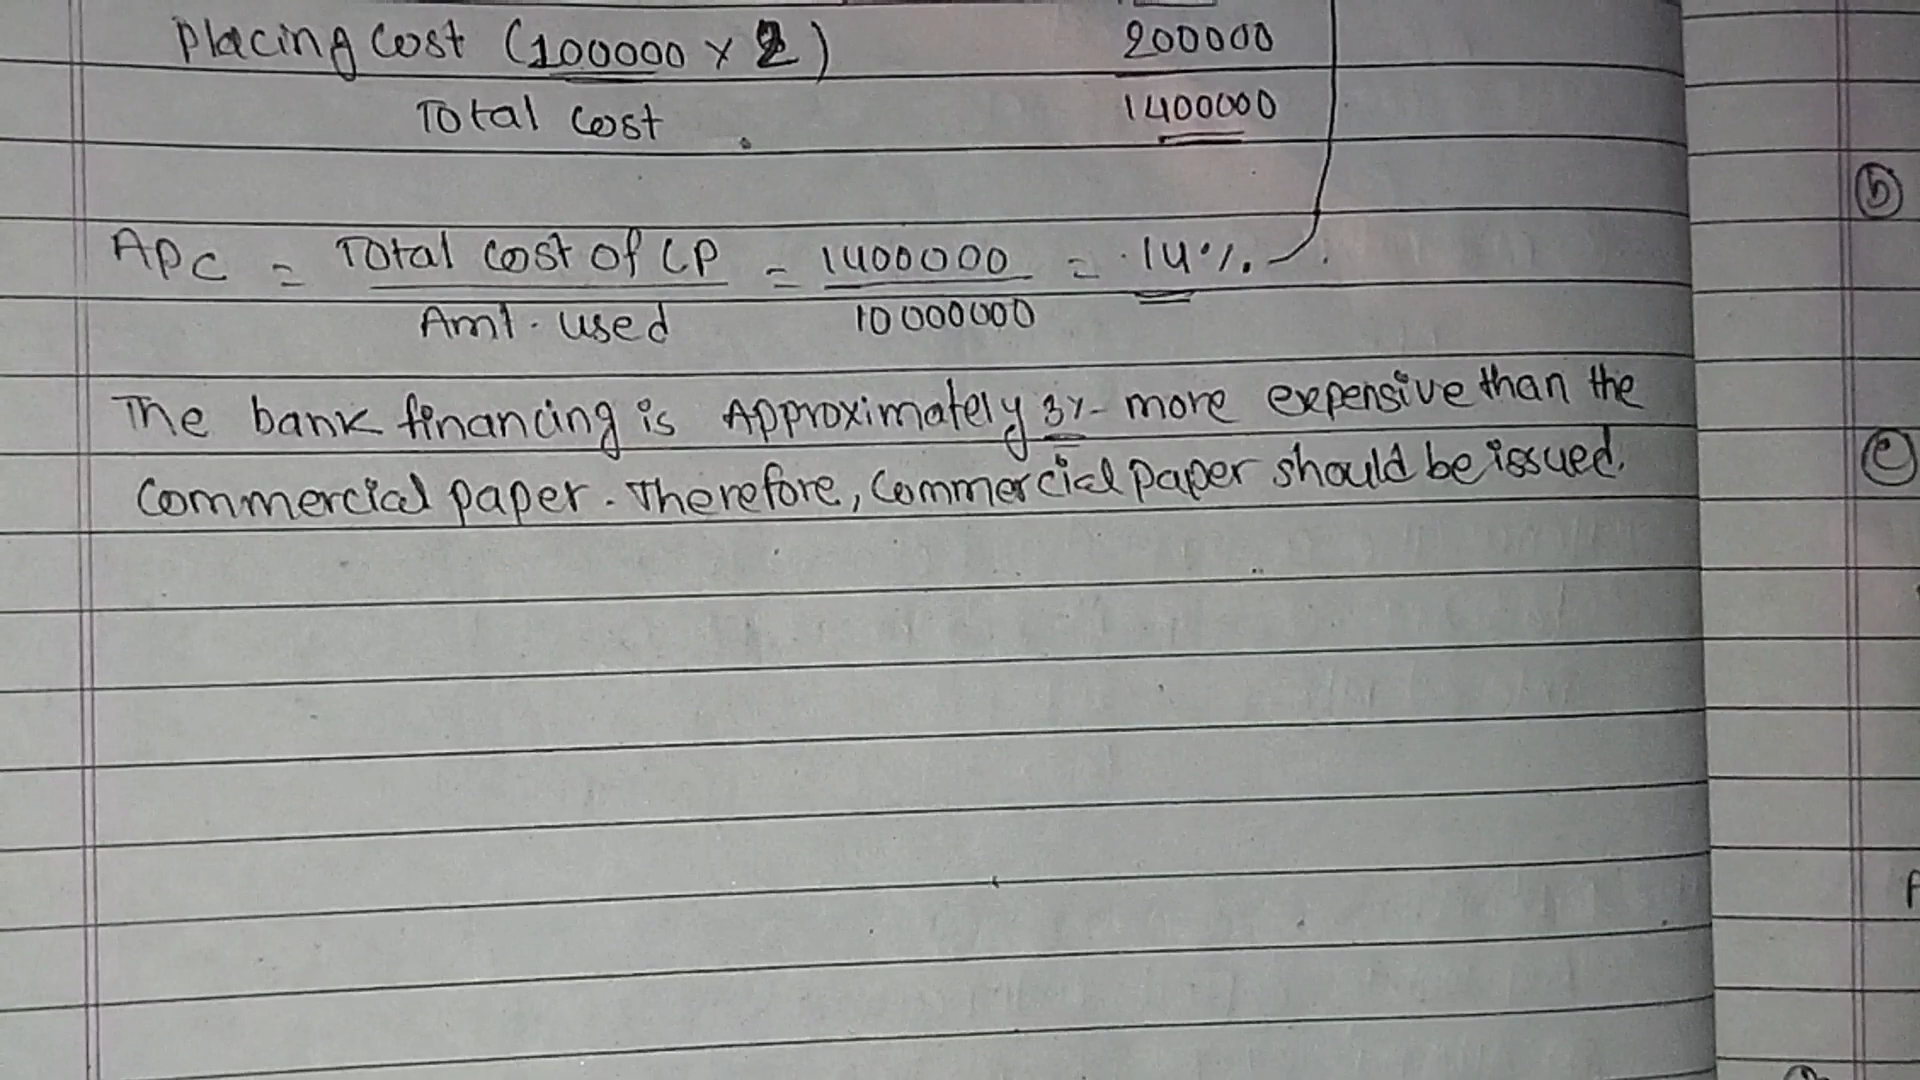 Placing Cost (100000 × 2) 200000
Total Cost 1400000
APC = Total Cost of CP / Amt. used = 1400000 / 10000000 = 14%.
The bank financing is Approximately 3% more expensive than the
Commercial paper. Therefore, Commercial paper should be issued.
b
c